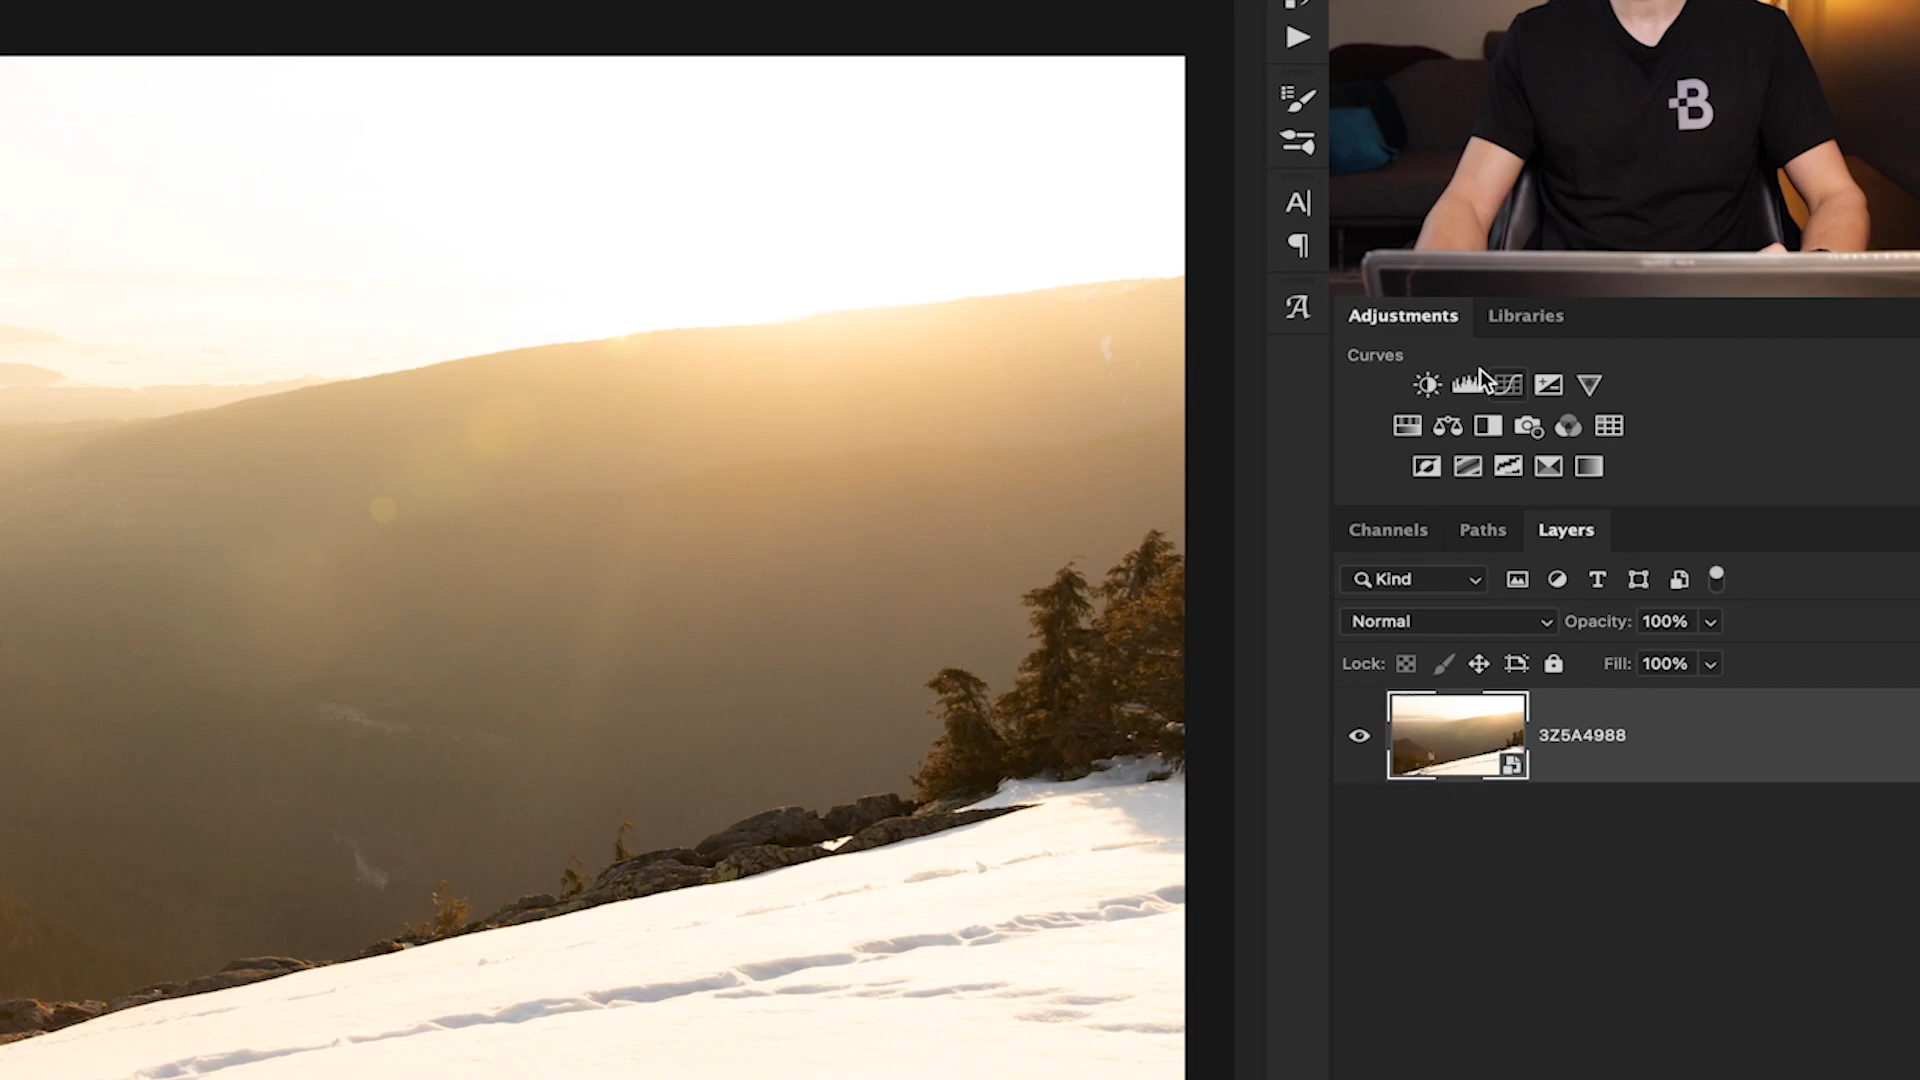 B
A|
A
Adjustments Libraries
Curves
Channels Paths Layers
Kind T
Normal Opacity: 100%
Lock: Fill: 100%
3Z5A4988